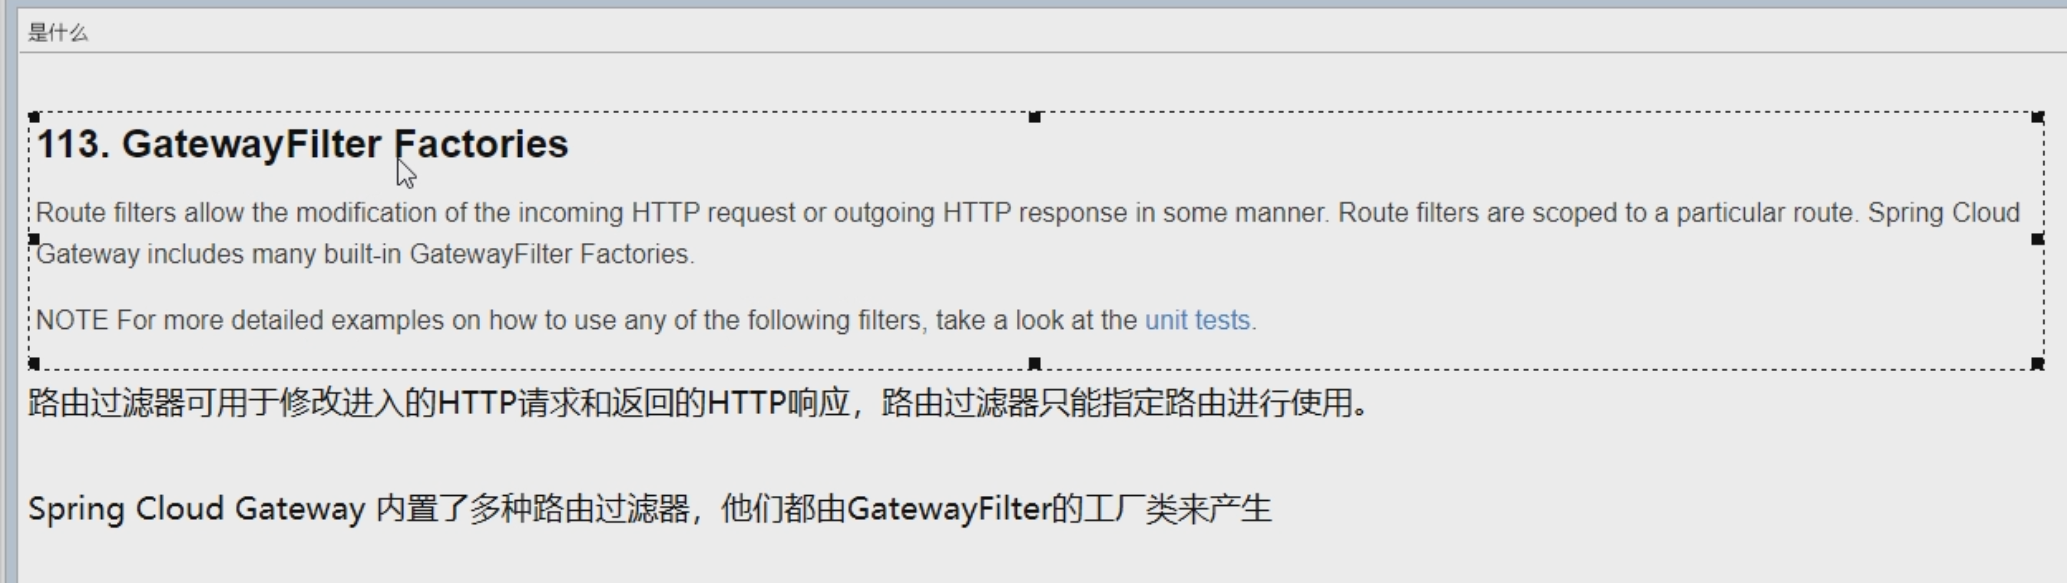 是什么
113. GatewayFilter Factories
Route filters allow the modification of the incoming HTTP request or outgoing HTTP response in some manner. Route filters are scoped to a particular route. Spring Cloud
Gateway includes many built-in GatewayFilter Factories.
NOTE For more detailed examples on how to use any of the following filters, take a look at the unit tests.
路由过滤器可用于修改进入的HTTP请求和返回的HTTP响应，路由过滤器只能指定路由进行使用。
Spring Cloud Gateway 内置了多种路由过滤器，他们都由GatewayFilter的工厂类来产生